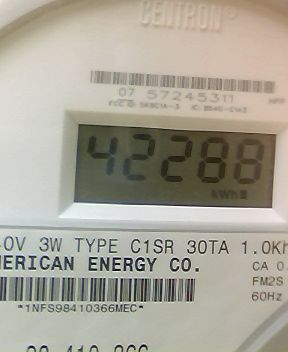 CENTRON®
07 57245311
42288
kWh
0V 3W TYPE C1SR 30TA 1.0Kh
MERICAN ENERGY CO.
CA 0.
FM2S
60Hz
*1NFS98410366MEC*